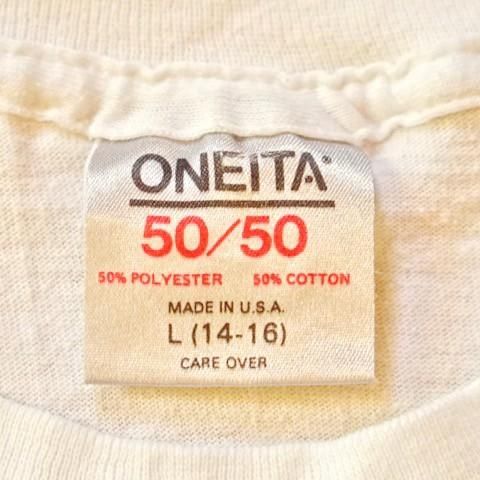 ONEITA®
50/50
50% POLYESTER 50% COTTON
MADE IN U.S.A.
L (14-16)
CARE OVER